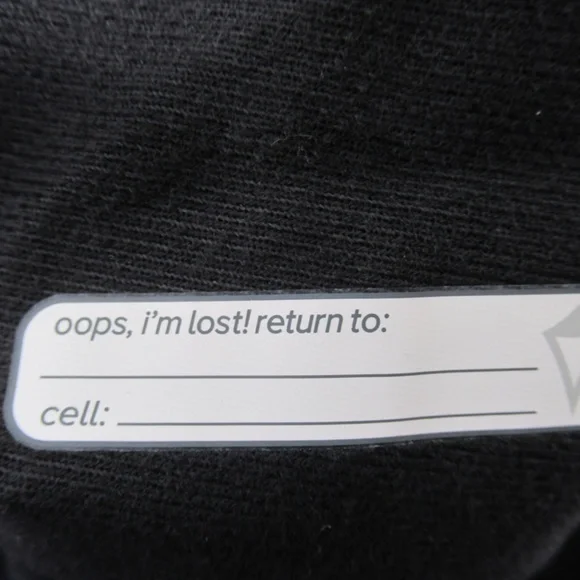 oops, i'm lost! return to:
cell: